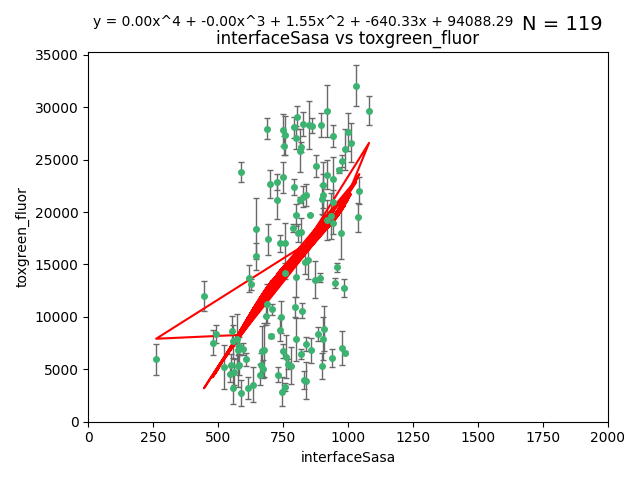 y = 0.00x^4 + -0.00x^3 + 1.55x^2 + -640.33x + 94088.29 N = 119
interfaceSasa vs toxgreen_fluor
35000
30000
25000
20000
15000
10000
5000
0
toxgreen_fluor
0 250 500 750 1000 1250 1500 1750 2000
interfaceSasa